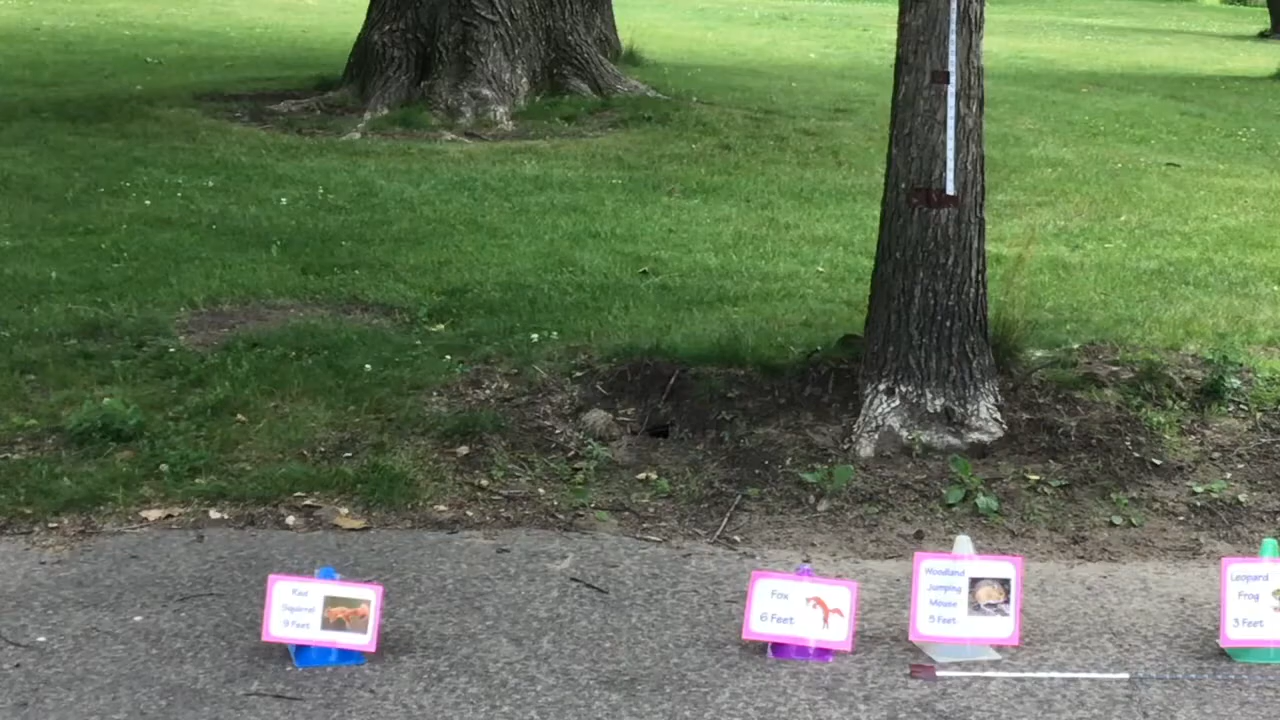 Red
Squirrel
9 Feet
Fox
6 Feet
Woodland
Jumping
Mouse
5 Feet
Leopard
Frog
3 Feet